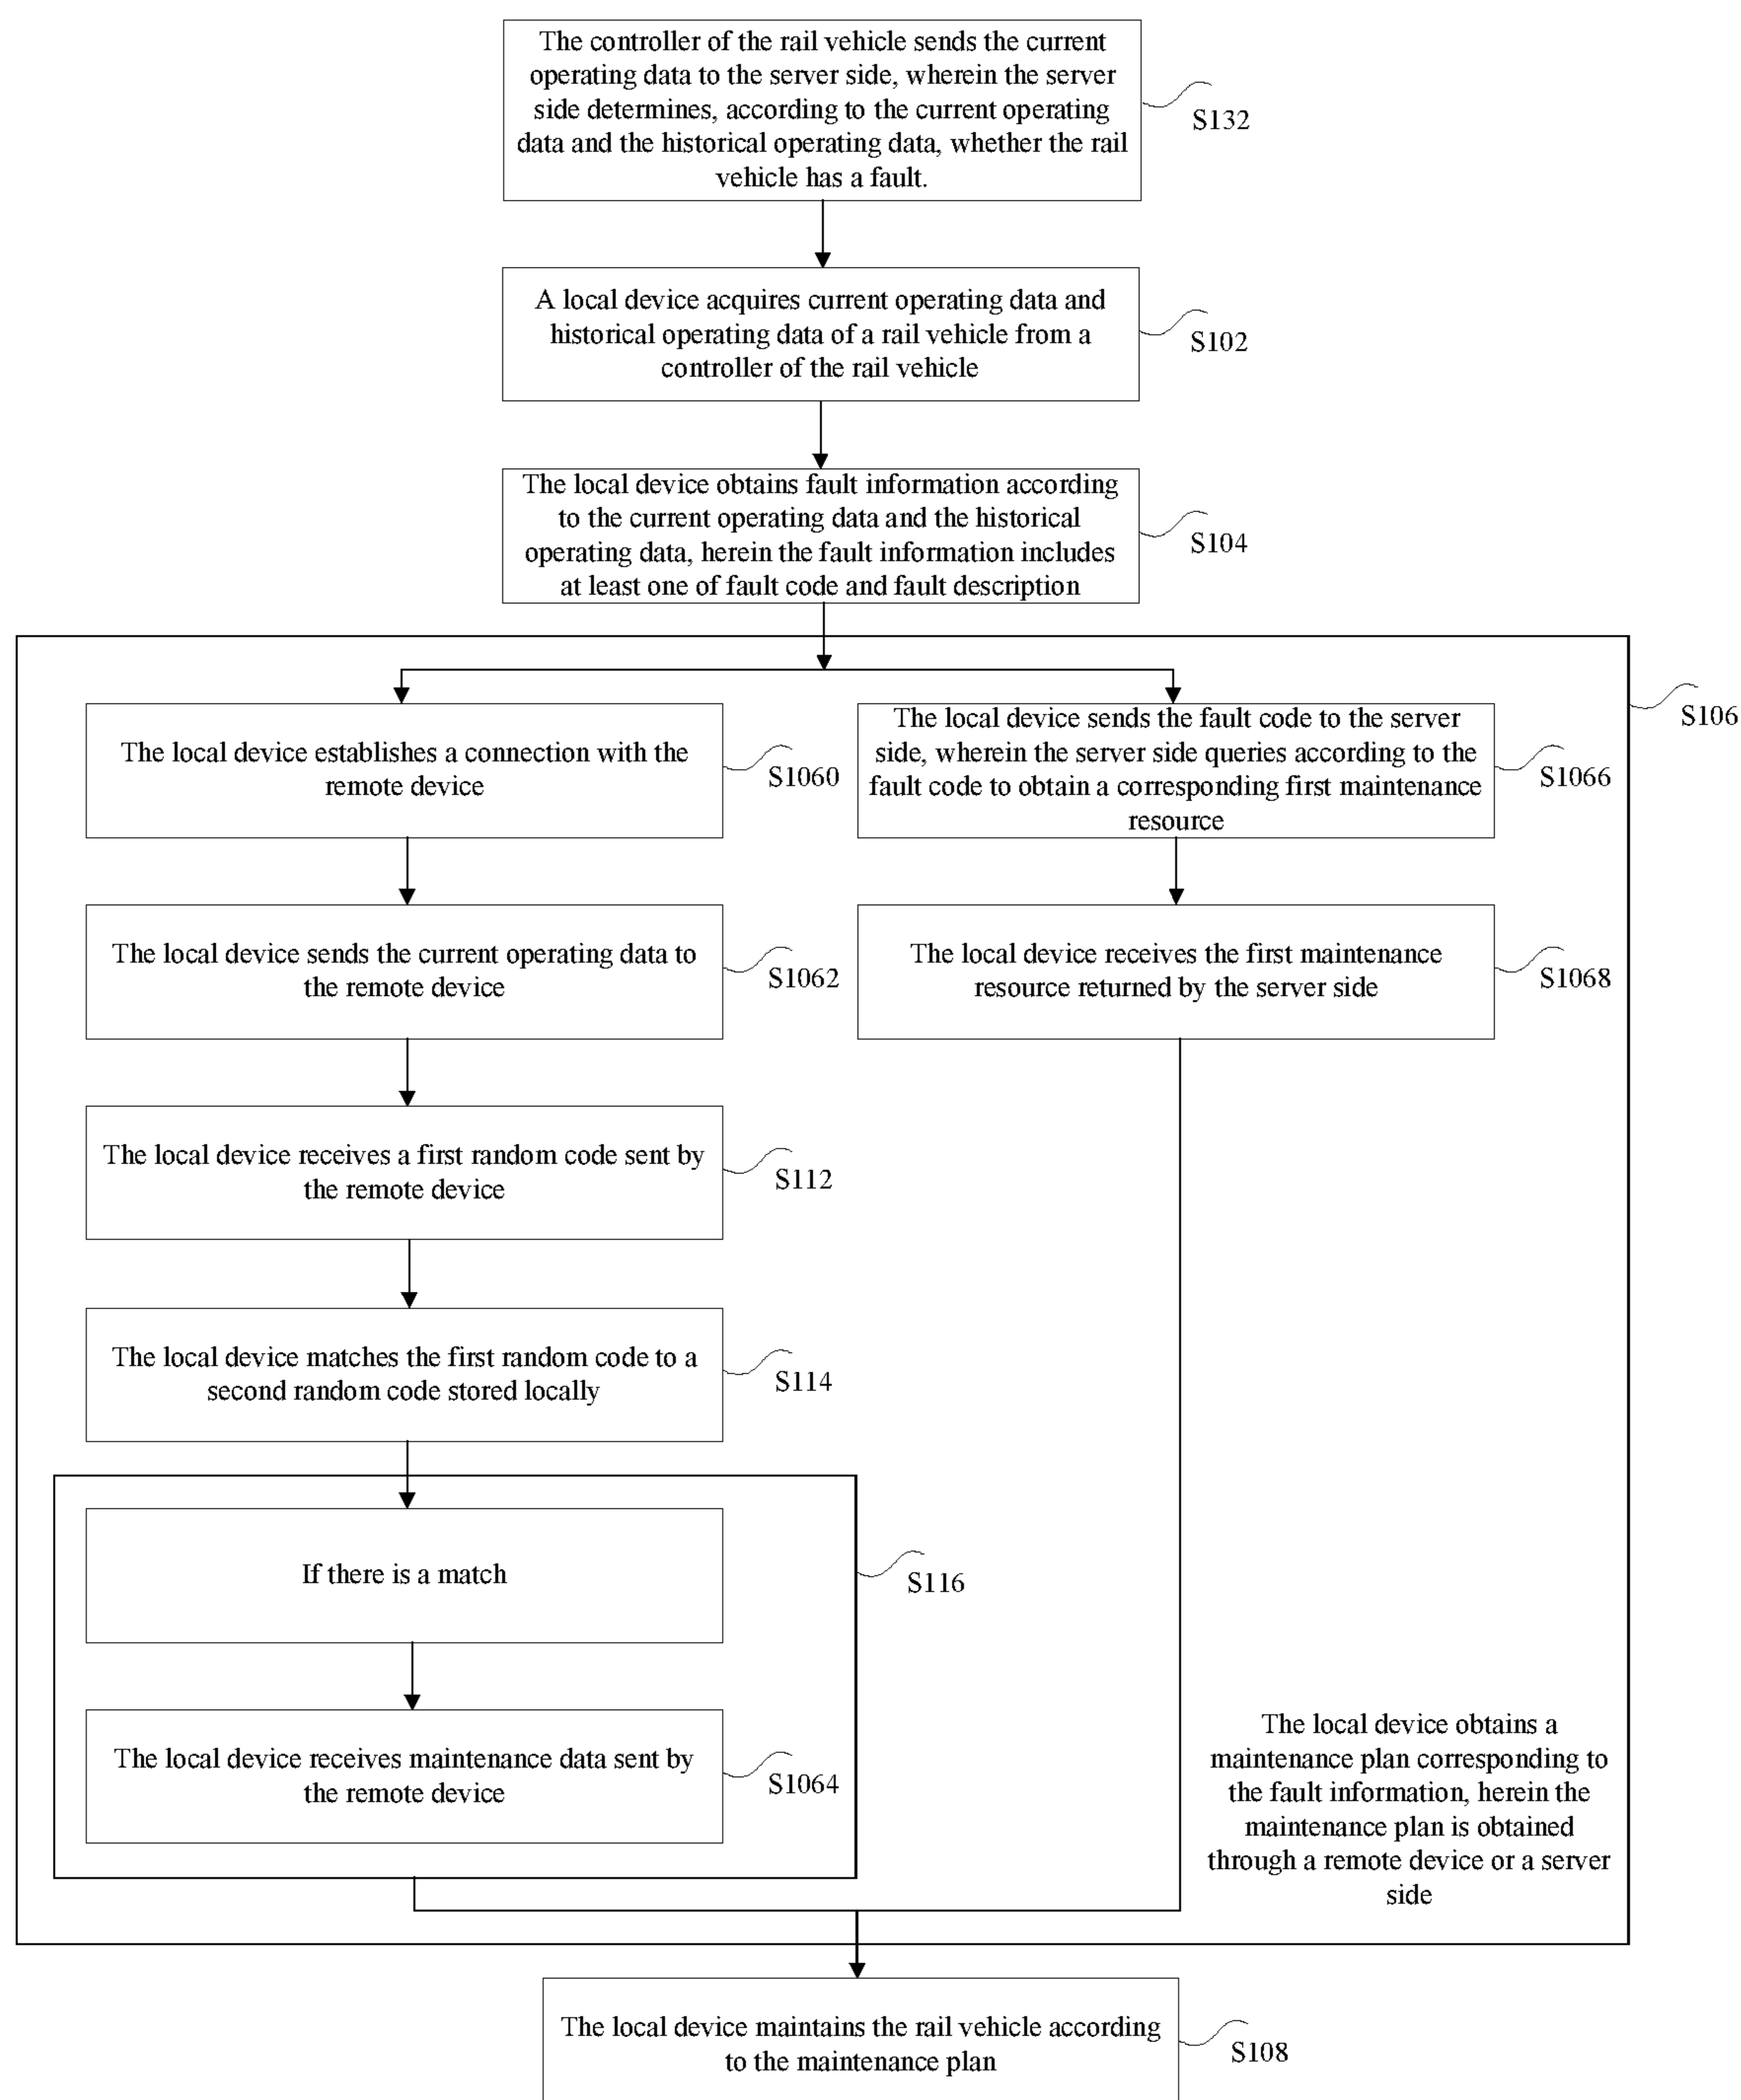 The controller of the rail vehicle sends the current
operating data to the server side, wherein the server
side determines, according to the current operating
data and the historical operating data, whether the rail
vehicle has a fault.
S132
A local device acquires current operating data and
historical operating data of a rail vehicle from a
controller of the rail vehicle
S102
The local device obtains fault information according
to the current operating data and the historical
operating data, herein the fault information includes
at least one of fault code and fault description
S104
S106
The local device establishes a connection with the
remote device
S1060
The local device sends the fault code to the server
side, wherein the server side queries according to the
fault code to obtain a corresponding first maintenance
resource
S1066
The local device sends the current operating data to
the remote device
S1062
The local device receives the first maintenance
resource returned by the server side
S1068
The local device receives a first random code sent by
the remote device
S112
The local device matches the first random code to a
second random code stored locally
S114
If there is a match
S116
The local device receives maintenance data sent by
the remote device
S1064
The local device obtains a
maintenance plan corresponding to
the fault information, herein the
maintenance plan is obtained
through a remote device or a server
side
The local device maintains the rail vehicle according
to the maintenance plan
S108